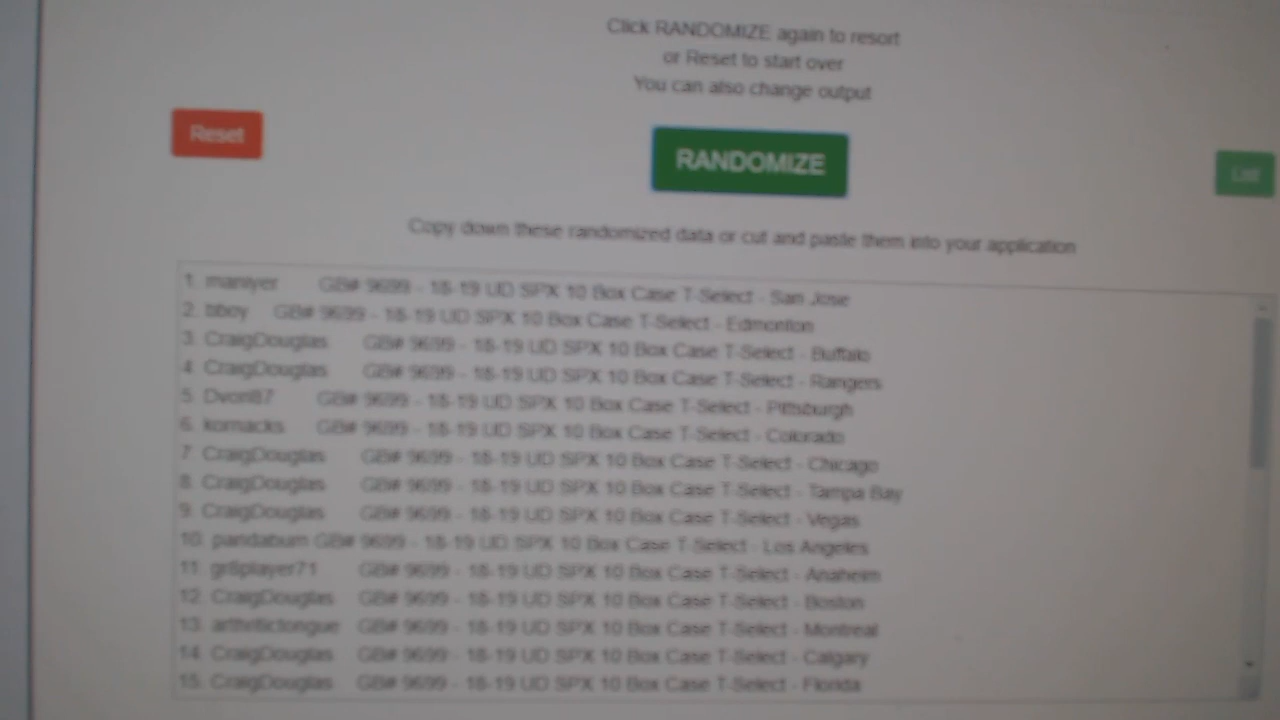 Click RANDOMIZE again to resort
or Reset to start over
You can also change output
Reset
RANDOMIZE
List
Copy down these randomized data or cut and paste them into your application
1. maniyer GB# 9699 - 18-19 UD SPX 10 Box Case T-Select - San Jose
2. bboy GB# 9699 - 18-19 UD SPX 10 Box Case T-Select - Edmonton
3. CraigDouglas GB# 9699 - 18-19 UD SPX 10 Box Case T-Select - Buffalo
4. CraigDouglas GB# 9699 - 18-19 UD SPX 10 Box Case T-Select - Rangers
5. Dvon87 GB# 9699 - 18-19 UD SPX 10 Box Case T-Select - Pittsburgh
6. kornacks GB# 9699 - 18-19 UD SPX 10 Box Case T-Select - Colorado
7. CraigDouglas GB# 9699 - 18-19 UD SPX 10 Box Case T-Select - Chicago
8. CraigDouglas GB# 9699 - 18-19 UD SPX 10 Box Case T-Select - Tampa Bay
9. CraigDouglas GB# 9699 - 18-19 UD SPX 10 Box Case T-Select - Vegas
10. pandabum GB# 9699 - 18-19 UD SPX 10 Box Case T-Select - Los Angeles
11. gr8player71 GB# 9699 - 18-19 UD SPX 10 Box Case T-Select - Anaheim
12. CraigDouglas GB# 9699 - 18-19 UD SPX 10 Box Case T-Select - Boston
13. arthritictongue GB# 9699 - 18-19 UD SPX 10 Box Case T-Select - Montreal
14. CraigDouglas GB# 9699 - 18-19 UD SPX 10 Box Case T-Select - Calgary
15. CraigDouglas GB# 9699 - 18-19 UD SPX 10 Box Case T-Select - Florida